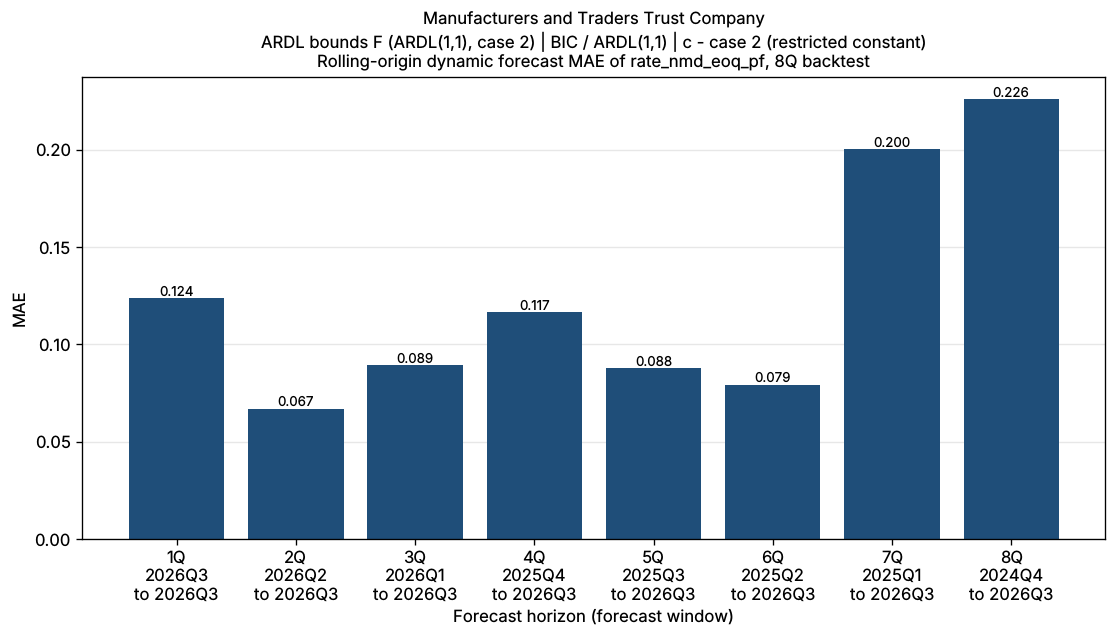 Manufacturers and Traders Trust Company
ARDL bounds F (ARDL(1,1), case 2) | BIC / ARDL(1,1) | c - case 2 (restricted constant)
Rolling-origin dynamic forecast MAE of rate_nmd_eoq_pf, 8Q backtest
MAE
0.20
0.15
0.10
0.05
0.00
0.124
0.067
0.089
0.117
0.088
0.079
0.200
0.226
1Q
2026Q3
to 2026Q3
2Q
2026Q2
to 2026Q3
3Q
2026Q1
to 2026Q3
4Q
2025Q4
to 2026Q3
5Q
2025Q3
to 2026Q3
6Q
2025Q2
to 2026Q3
7Q
2025Q1
to 2026Q3
8Q
2024Q4
to 2026Q3
Forecast horizon (forecast window)